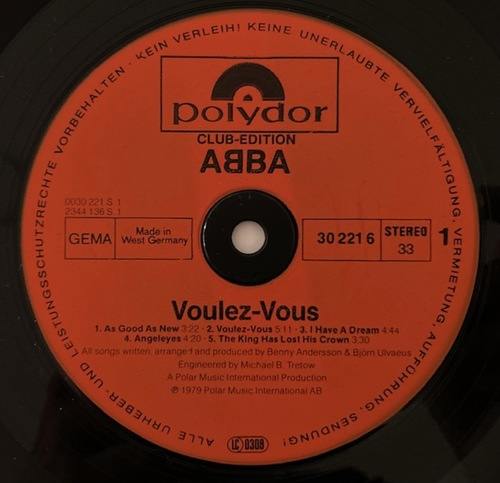 ALLE URHEBER- UND LEISTUNGSSCHUTZRECHTE VORBEHALTEN · KEIN VERLEIH! KEINE UNERLAUBTE VERVIELFÄLTIGUNG, VERMIETUNG, AUFFÜHRUNG, SENDUNG!
polydor
CLUB-EDITION
ABBA
0030 221 S 1
2344 136 S 1
GEMA Made in West Germany 30 221 6 STEREO 33 1
Voulez-Vous
1. As Good As New 3:22 · 2. Voulez-Vous 5:11 · 3. I Have A Dream 4:44
4. Angeleyes 4:20 · 5. The King Has Lost His Crown 3:30
All songs written, arranged and produced by Benny Andersson & Björn Ulvaeus
Engineered by Michael B. Tretow
A Polar Music International Production
℗ 1979 Polar Music International AB
LC 0309